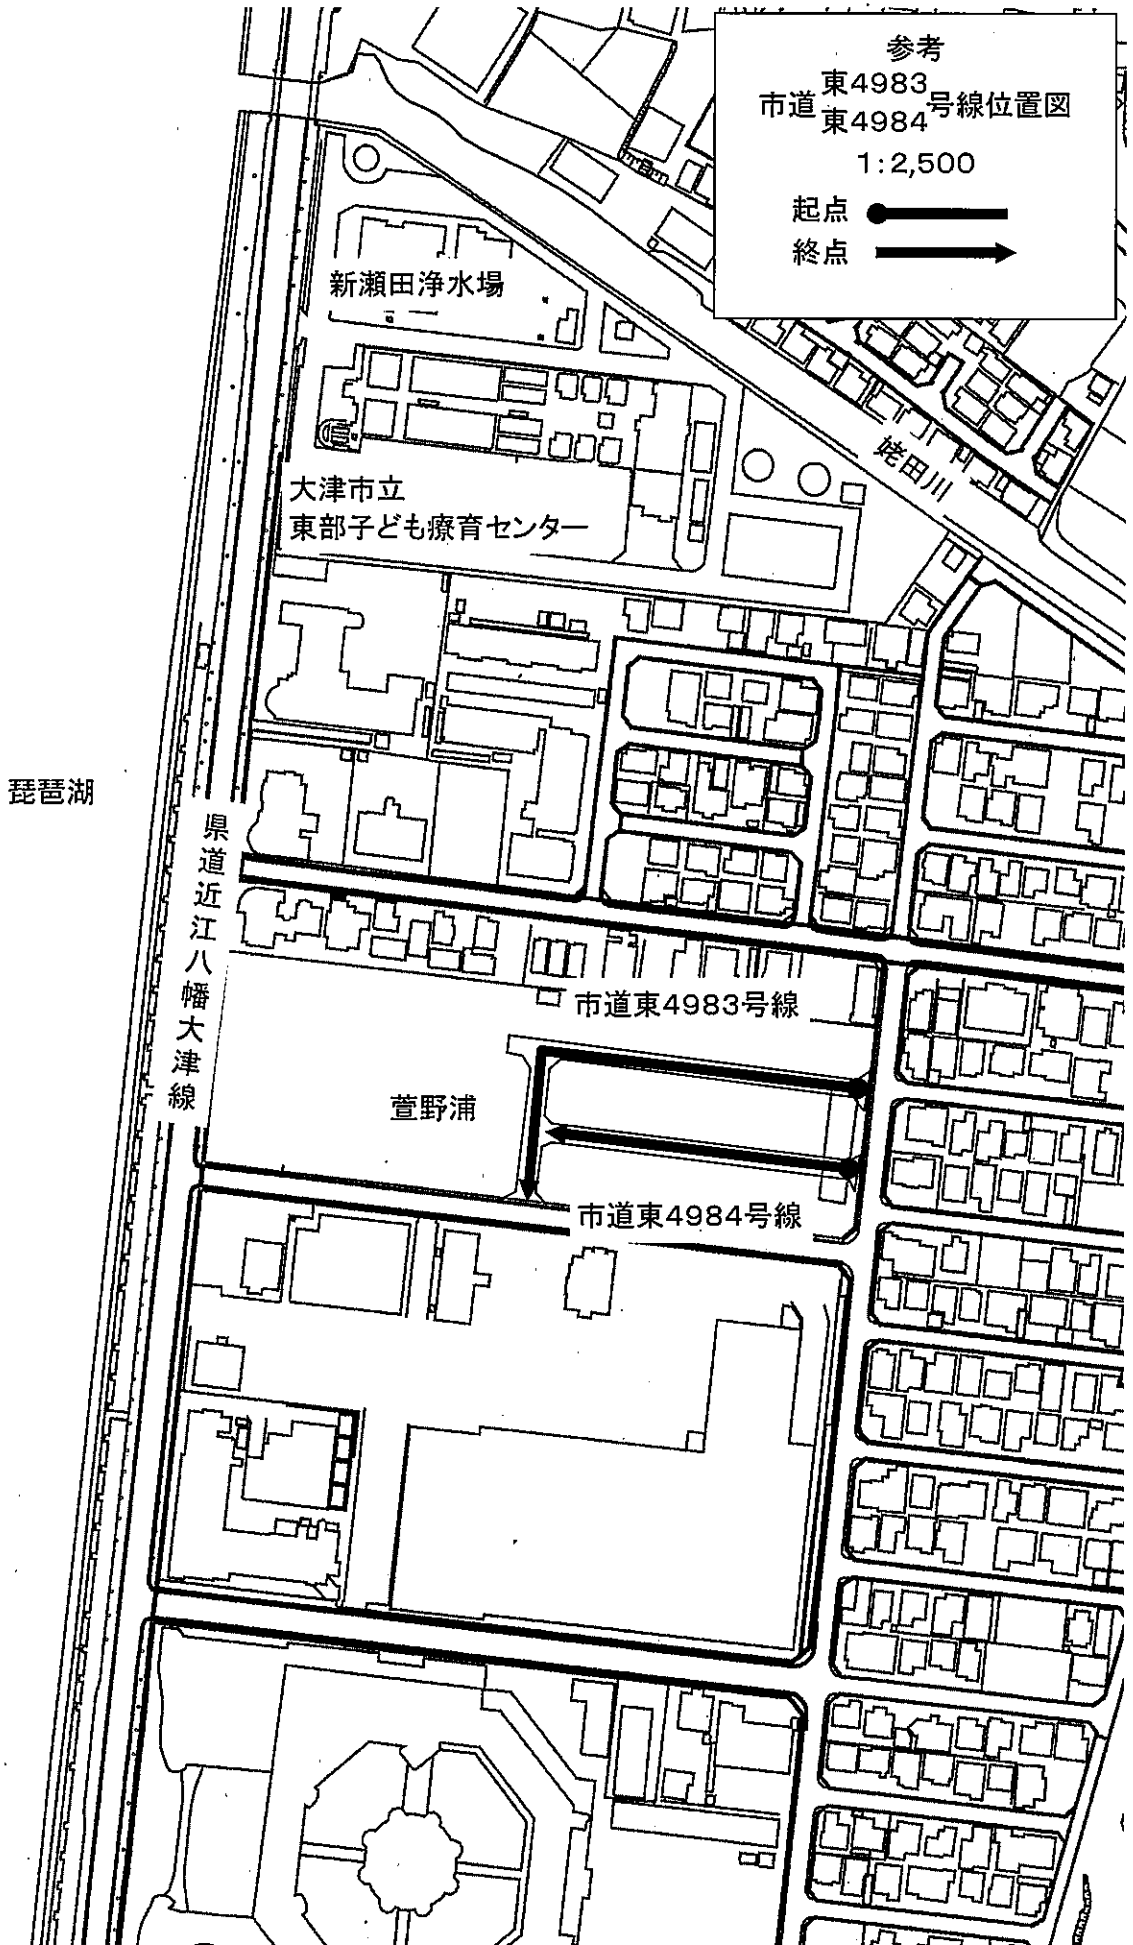 参考
市道 東4983 号線位置図
東4984
1:2,500
起点
終点
新瀬田浄水場
姥田川
大津市立
東部子ども療育センター
琵琶湖
県道近江八幡大津線
市道東4983号線
萱野浦
市道東4984号線